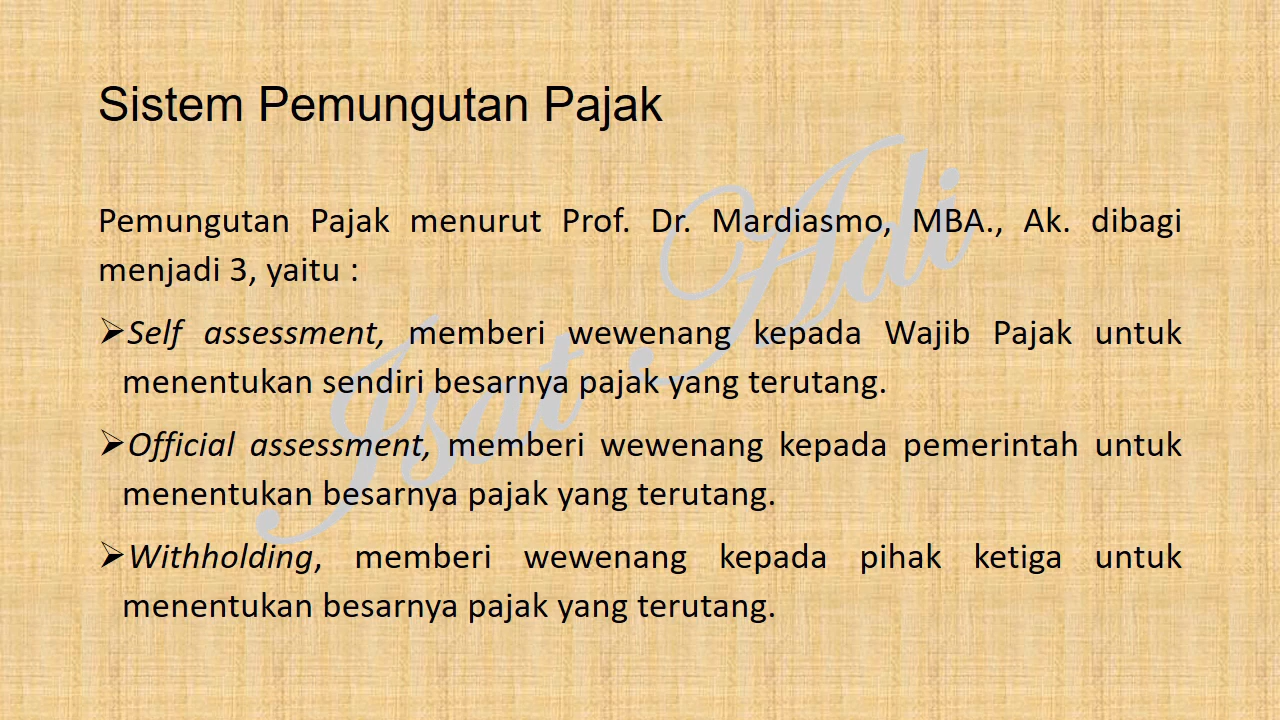 Sistem Pemungutan Pajak
Pemungutan Pajak menurut Prof. Dr. Mardiasmo, MBA., Ak. dibagi
menjadi 3, yaitu :
➢Self assessment, memberi wewenang kepada Wajib Pajak untuk
menentukan sendiri besarnya pajak yang terutang.
➢Official assessment, memberi wewenang kepada pemerintah untuk
menentukan besarnya pajak yang terutang.
➢Withholding, memberi wewenang kepada pihak ketiga untuk
menentukan besarnya pajak yang terutang.
Isat Adi